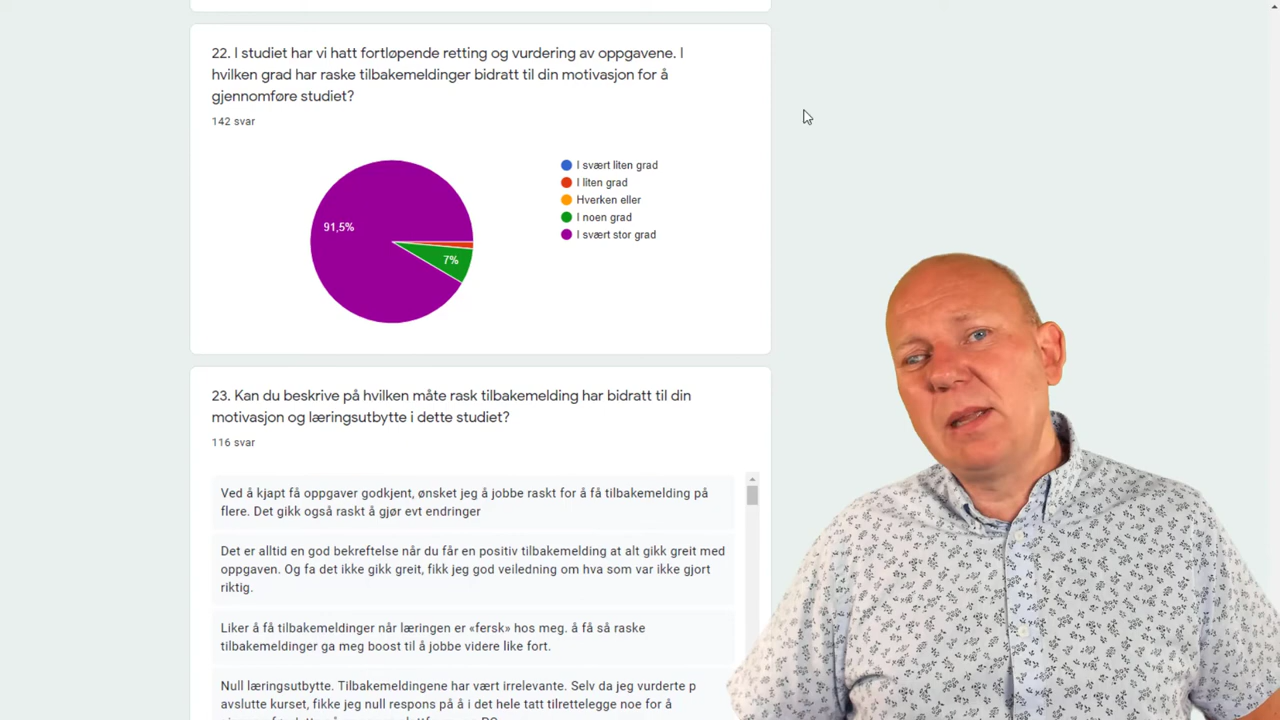 22. I studiet har vi hatt fortløpende retting og vurdering av oppgavene. I
hvilken grad har raske tilbakemeldinger bidratt til din motivasjon for å
gjennomføre studiet?
142 svar
I svært liten grad
I liten grad
Hverken eller
I noen grad
I svært stor grad
91,5%
7%
23. Kan du beskrive på hvilken måte rask tilbakemelding har bidratt til din
motivasjon og læringsutbytte i dette studiet?
116 svar
Ved å kjapt få oppgaver godkjent, ønsket jeg å jobbe raskt for å få tilbakemelding på
flere. Det gikk også raskt å gjør evt endringer
Det er alltid en god bekreftelse når du får en positiv tilbakemelding at alt gikk greit med
oppgaven. Og fa det ikke gikk greit, fikk jeg god veiledning om hva som var ikke gjort
riktig.
Liker å få tilbakemeldinger når læringen er «fersk» hos meg. å få så raske
tilbakemeldinger ga meg boost til å jobbe videre like fort.
Null læringsutbytte. Tilbakemeldingene har vært irrelevante. Selv da jeg vurderte
avslutte kurset, fikke jeg null respons på å i det hele tatt tilrettelegge noe for å